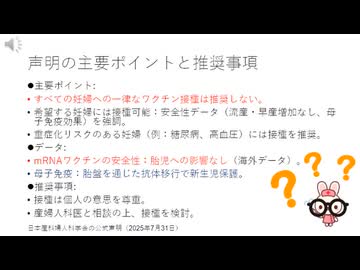 声明の主要ポイントと推奨事項
●主要ポイント:
• すべての妊婦への一律なワクチン接種は推奨しない。
• 希望する妊婦には接種可能：安全性データ（流産・早産増加なし、母
子免疫効果）を強調。
• 重症化リスクのある妊婦（例：糖尿病、高血圧）には接種を推奨。
●データ:
• mRNAワクチンの安全性：胎児への影響なし（海外データ）。
• 母子免疫：胎盤を通じた抗体移行で新生児保護。
●推奨事項:
• 接種は個人の意思を尊重。
• 産婦人科医と相談の上、接種を検討。
日本産科婦人科学会の公式声明（2025年7月31日）
? ? ?